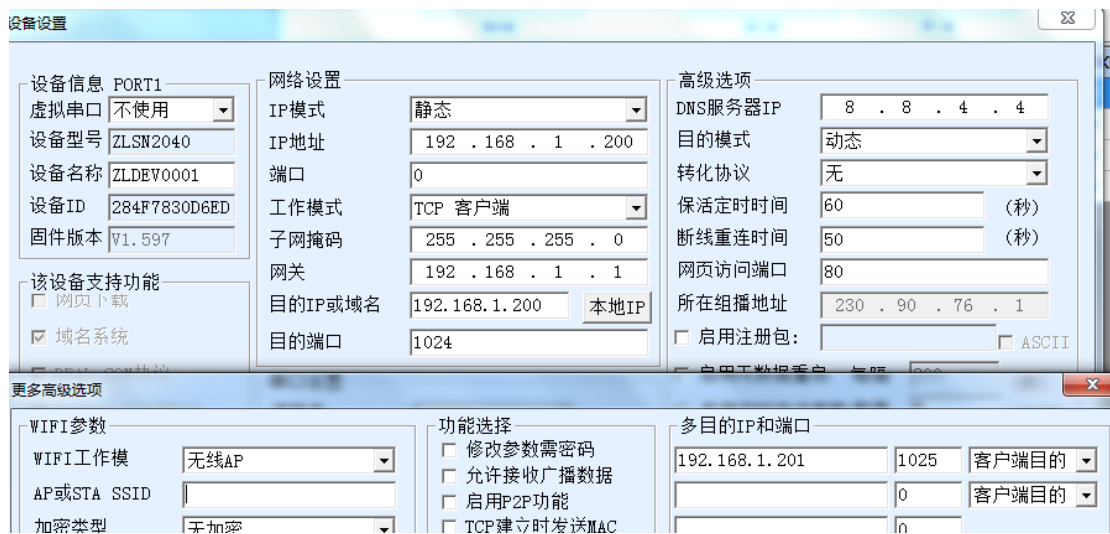 设备设置
设备信息 PORT1
虚拟串口 不使用
设备型号 ZLSN2040
设备名称 ZLDEV0001
设备ID 284F7830D6ED
固件版本 V1.597
该设备支持功能
网页下载
域名系统
网络设置
IP模式 静态
IP地址 192 . 168 . 1 . 200
端口 0
工作模式 TCP 客户端
子网掩码 255 . 255 . 255 . 0
网关 192 . 168 . 1 . 1
目的IP或域名 192.168.1.200 本地IP
目的端口 1024
高级选项
DNS服务器IP 8 . 8 . 4 . 4
目的模式 动态
转化协议 无
保活定时时间 60 (秒)
断线重连时间 50 (秒)
网页访问端口 80
所在组播地址 230 . 90 . 76 . 1
启用注册包: ASCII
更多高级选项
WIFI参数
WIFI工作模 无线AP
AP或STA SSID
加密类型 无加密
功能选择
修改参数需密码
允许接收广播数据
启用P2P功能
TCP建立时发送MAC
多目的IP和端口
192.168.1.201 1025 客户端目的
0 客户端目的
0